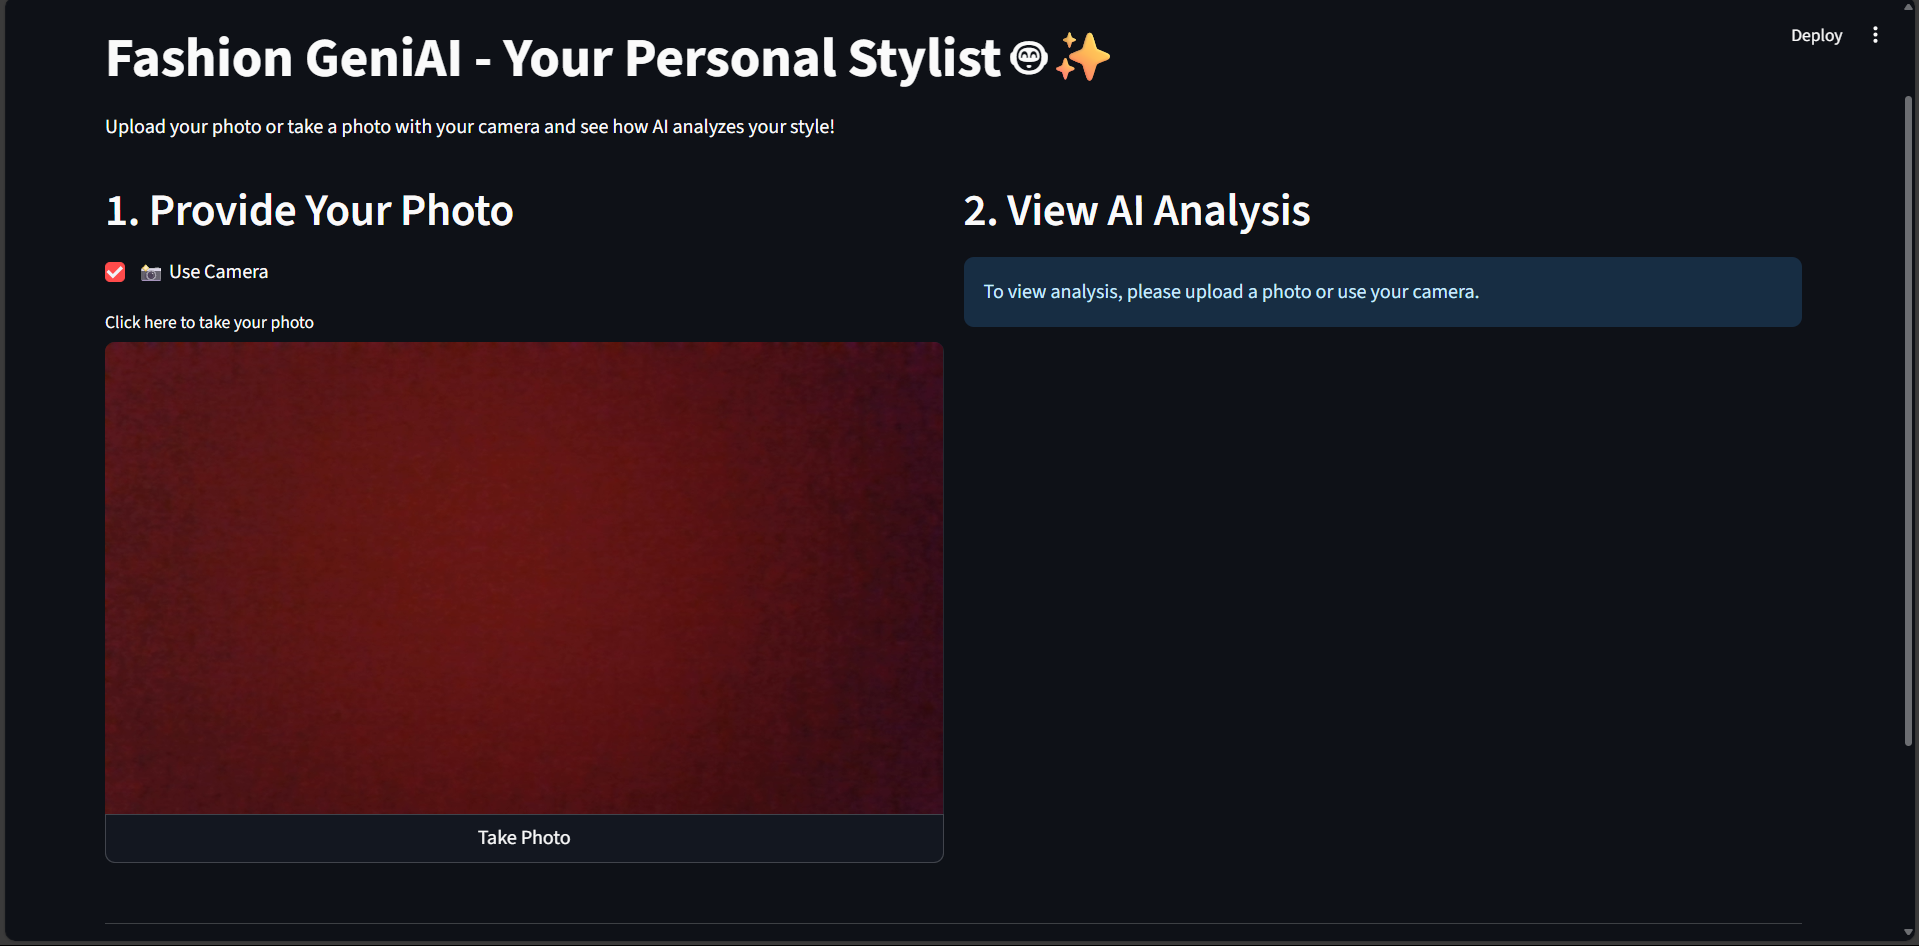 Deploy
Fashion GeniAI - Your Personal Stylist
Upload your photo or take a photo with your camera and see how AI analyzes your style!
1. Provide Your Photo
Use Camera
Click here to take your photo
Take Photo
2. View AI Analysis
To view analysis, please upload a photo or use your camera.